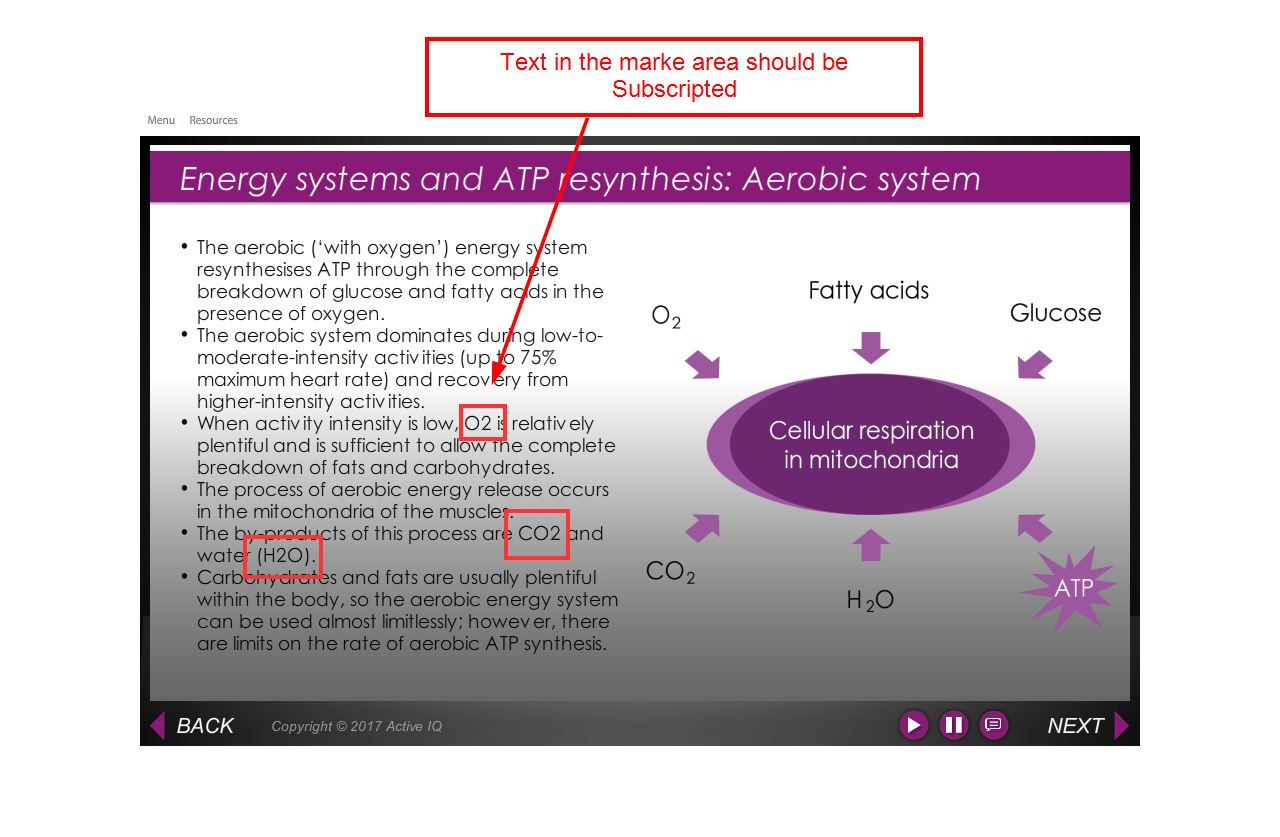 Text in the marke area should be
Subscripted
Menu Resources
Energy systems and ATP resynthesis: Aerobic system
• The aerobic (‘with oxygen’) energy system
resynthesises ATP through the complete
breakdown of glucose and fatty acids in the
presence of oxygen.
• The aerobic system dominates during low-to-
moderate-intensity activities (up to 75%
maximum heart rate) and recovery from
higher-intensity activities.
• When activity intensity is low, O2 is relatively
plentiful and is sufficient to allow the complete
breakdown of fats and carbohydrates.
• The process of aerobic energy release occurs
in the mitochondria of the muscles.
• The by-products of this process are CO2 and
water (H2O).
• Carbohydrates and fats are usually plentiful
within the body, so the aerobic energy system
can be used almost limitlessly; however, there
are limits on the rate of aerobic ATP synthesis.
O₂
Fatty acids
Glucose
Cellular respiration
in mitochondria
CO₂
H₂O
ATP
BACK
Copyright © 2017 Active IQ
NEXT